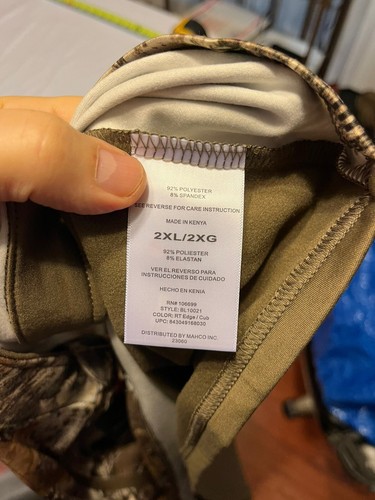 92% POLYESTER
8% SPANDEX
SEE REVERSE FOR CARE INSTRUCTION
MADE IN KENYA
2XL/2XG
92% POLIESTER
8% ELASTAN
VER EL REVERSO PARA
INSTRUCCIONES DE CUIDADO
HECHO EN KENIA
RN# 106699
STYLE: BL10021
COLOR: RT Edge / Cub
UPC: 843049168030
DISTRIBUTED BY MAHCO INC.